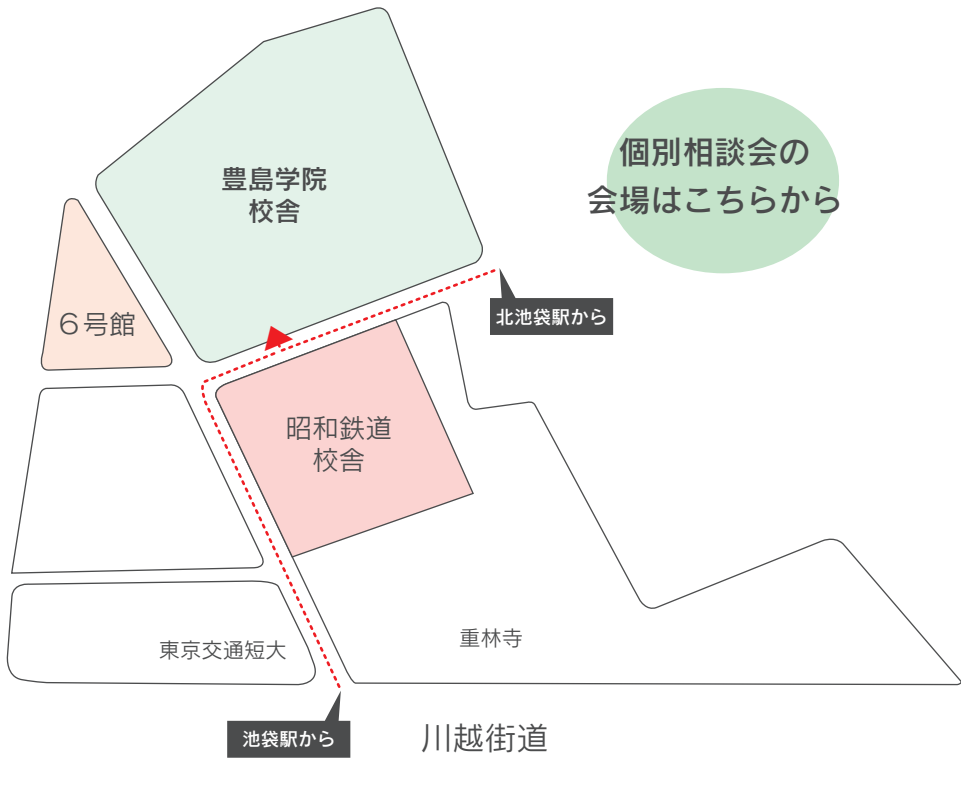 個別相談会の
会場はこちらから
豊島学院
校舎
６号館
北池袋駅から
昭和鉄道
校舎
東京交通短大
重林寺
池袋駅から
川越街道